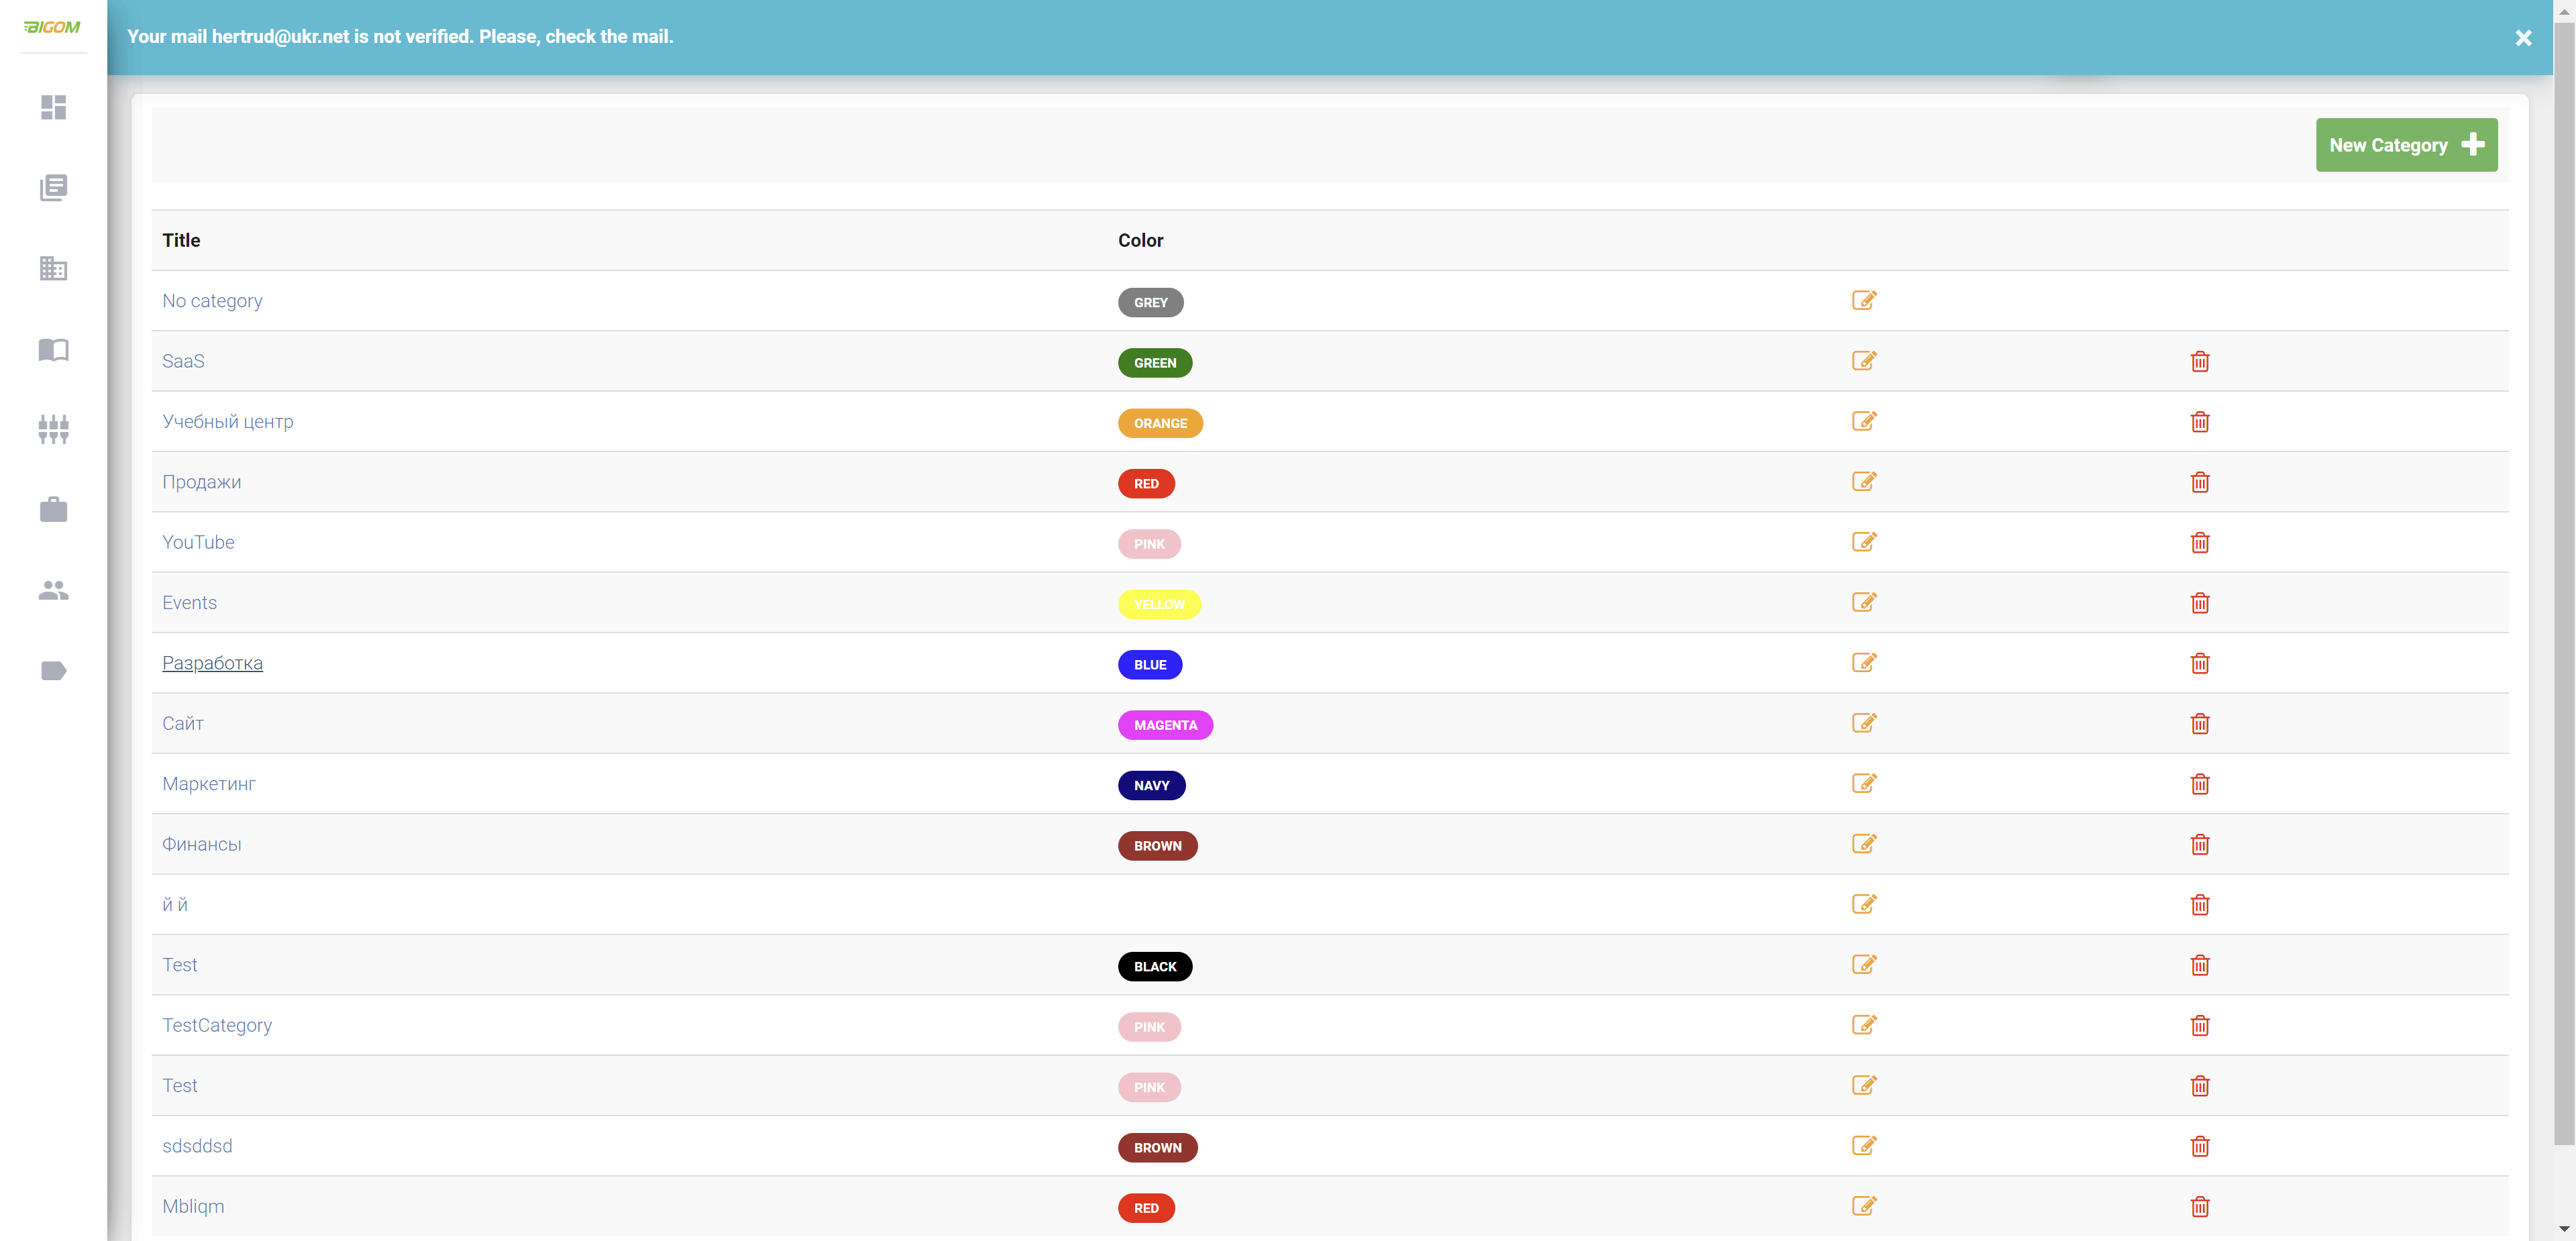 BIGOM
Your mail hertrud@ukr.net is not verified. Please, check the mail.
New Category
Title Color
No category GREY
SaaS GREEN
Учебный центр ORANGE
Продажи RED
YouTube PINK
Events YELLOW
Разработка BLUE
Сайт MAGENTA
Маркетинг NAVY
Финансы BROWN
й й
Test BLACK
TestCategory PINK
Test PINK
sdsddsd BROWN
Mbliqm RED